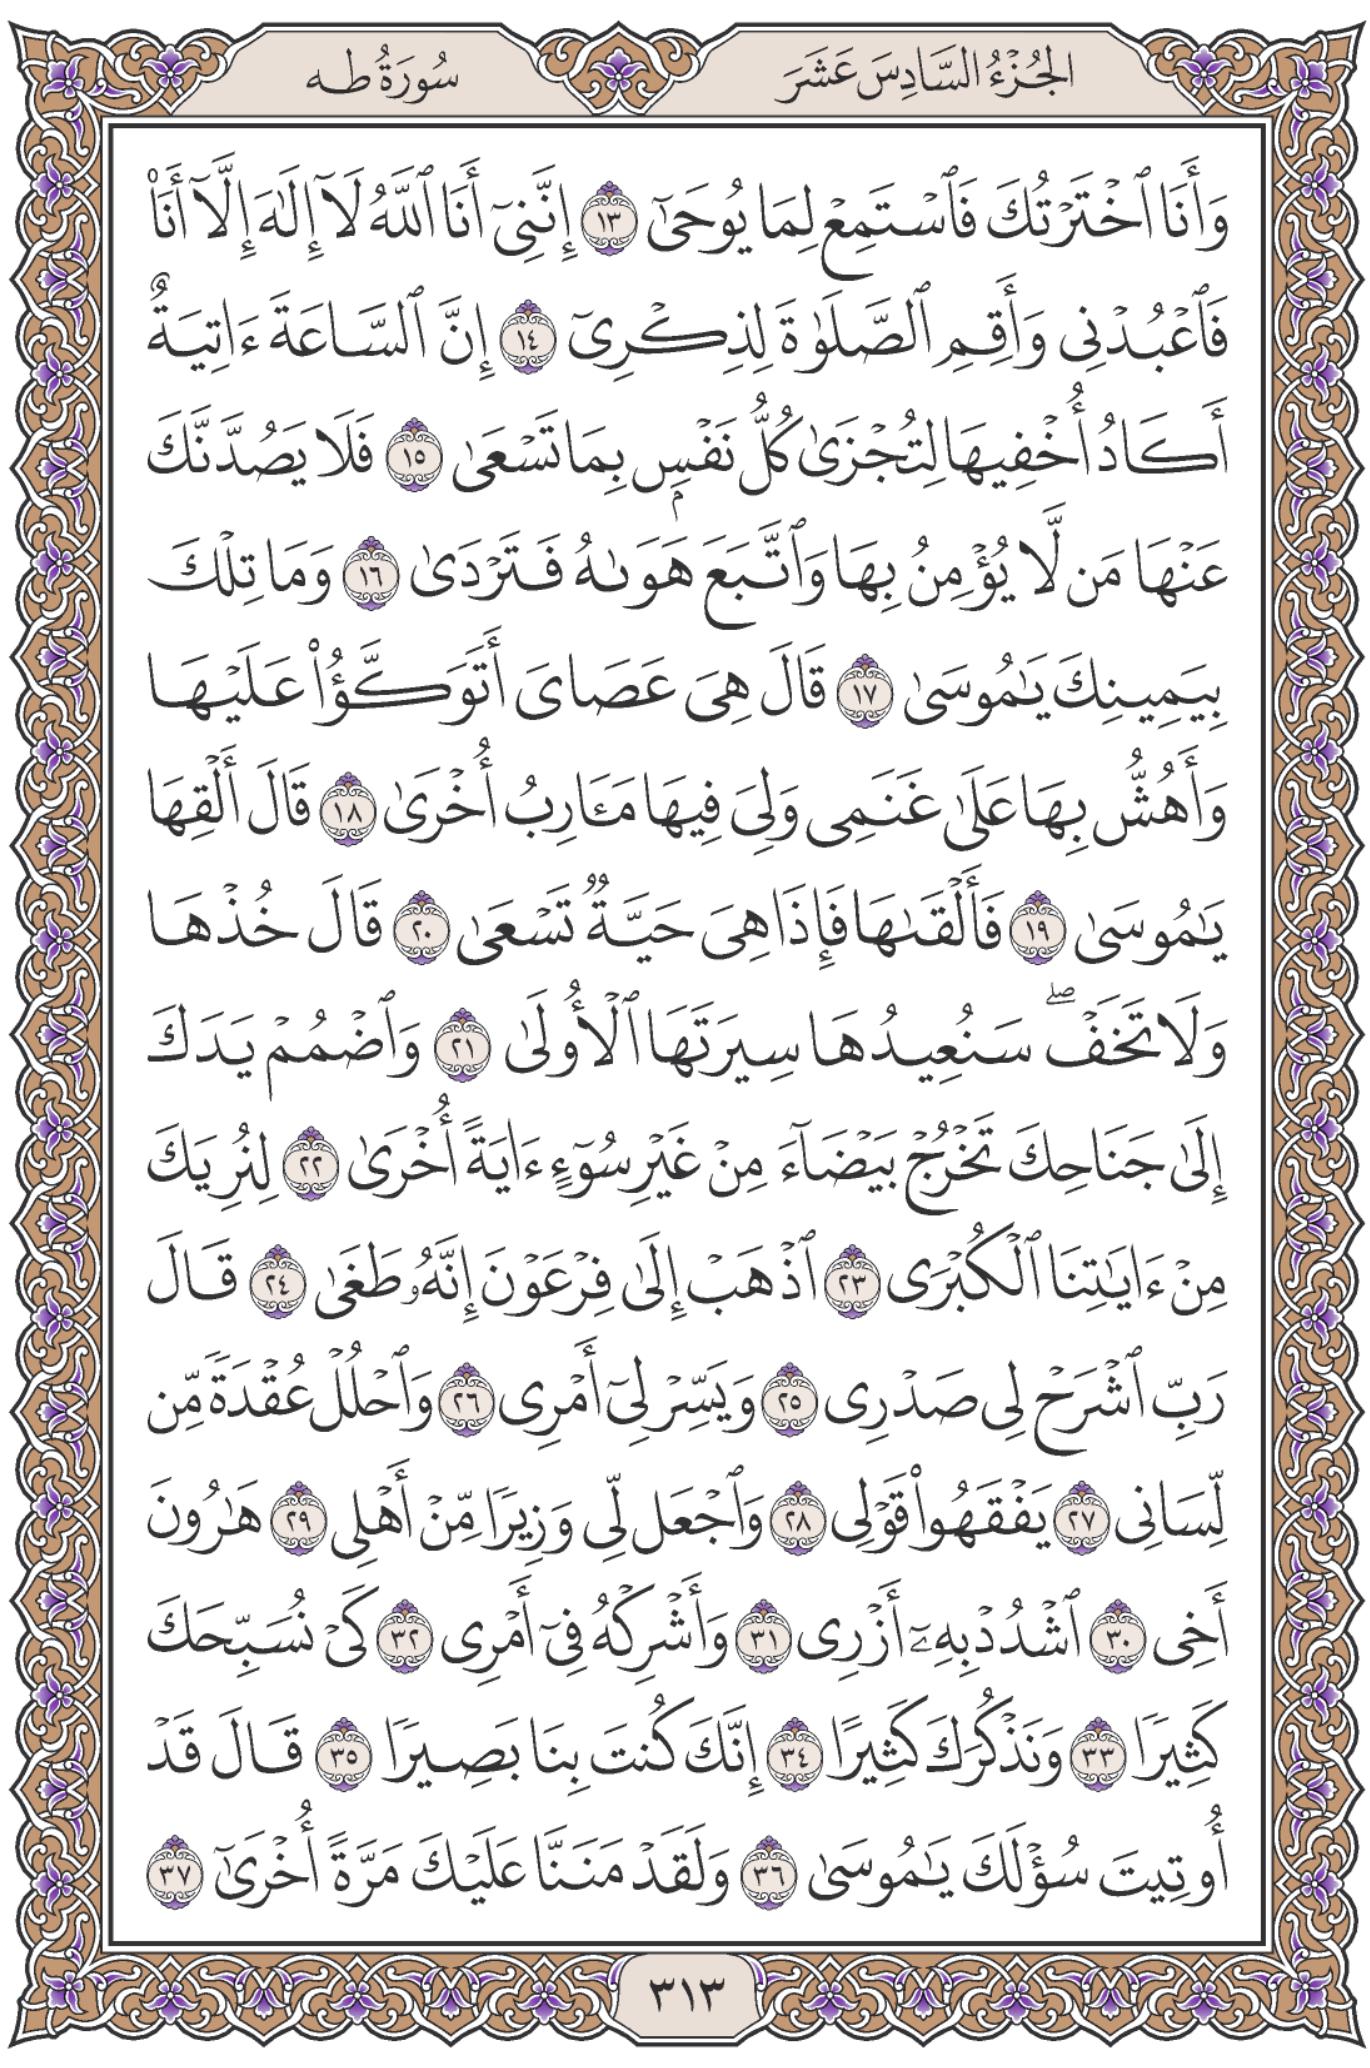 الجُزْءُ السَّادِسَ عَشَرَ
سُورَةُ طه
وَأَنَا ٱخْتَرْتُكَ فَٱسْتَمِعْ لِمَا يُوحَىٰٓ ١٣ إِنَّنِىٓ أَنَا ٱللَّهُ لَآ إِلَٰهَ إِلَّآ أَنَا۠
فَٱعْبُدْنِى وَأَقِمِ ٱلصَّلَوٰةَ لِذِكْرِىٓ ١٤ إِنَّ ٱلسَّاعَةَ ءَاتِيَةٌ
أَكَادُ أُخْفِيهَا لِتُجْزَىٰ كُلُّ نَفْسٍۭ بِمَا تَسْعَىٰ ١٥ فَلَا يَصُدَّنَّكَ
عَنْهَا مَن لَّا يُؤْمِنُ بِهَا وَٱتَّبَعَ هَوَىٰهُ فَتَرْدَىٰ ١٦ وَمَا تِلْكَ
بِيَمِينِكَ يَٰمُوسَىٰ ١٧ قَالَ هِىَ عَصَاىَ أَتَوَكَّؤُا۟ عَلَيْهَا
وَأَهُشُّ بِهَا عَلَىٰ غَنَمِى وَلِىَ فِيهَا مَـَٔارِبُ أُخْرَىٰ ١٨ قَالَ أَلْقِهَا
يَٰمُوسَىٰ ١٩ فَأَلْقَىٰهَا فَإِذَا هِىَ حَيَّةٌ تَسْعَىٰ ٢٠ قَالَ خُذْهَا
وَلَا تَخَفْ ۖ سَنُعِيدُهَا سِيرَتَهَا ٱلْأُولَىٰ ٢١ وَٱضْمُمْ يَدَكَ
إِلَىٰ جَنَاحِكَ تَخْرُجْ بَيْضَآءَ مِنْ غَيْرِ سُوٓءٍ ءَايَةً أُخْرَىٰ ٢٢ لِنُرِيَكَ
مِنْ ءَايَٰتِنَا ٱلْكُبْرَى ٢٣ ٱذْهَبْ إِلَىٰ فِرْعَوْنَ إِنَّهُۥ طَغَىٰ ٢٤ قَالَ
رَبِّ ٱشْرَحْ لِى صَدْرِى ٢٥ وَيَسِّرْ لِىٓ أَمْرِى ٢٦ وَٱحْلُلْ عُقْدَةً مِّن
لِّسَانِى ٢٧ يَفْقَهُوا۟ قَوْلِى ٢٨ وَٱجْعَل لِّى وَزِيرًا مِّنْ أَهْلِى ٢٩ هَٰرُونَ
أَخِى ٣٠ ٱشْدُدْ بِهِۦٓ أَزْرِى ٣١ وَأَشْرِكْهُ فِىٓ أَمْرِى ٣٢ كَىْ نُسَبِّحَكَ
كَثِيرًا ٣٣ وَنَذْكُرَكَ كَثِيرًا ٣٤ إِنَّكَ كُنتَ بِنَا بَصِيرًا ٣٥ قَالَ قَدْ
أُوتِيتَ سُؤْلَكَ يَٰمُوسَىٰ ٣٦ وَلَقَدْ مَنَنَّا عَلَيْكَ مَرَّةً أُخْرَىٰٓ ٣٧
٣١٣